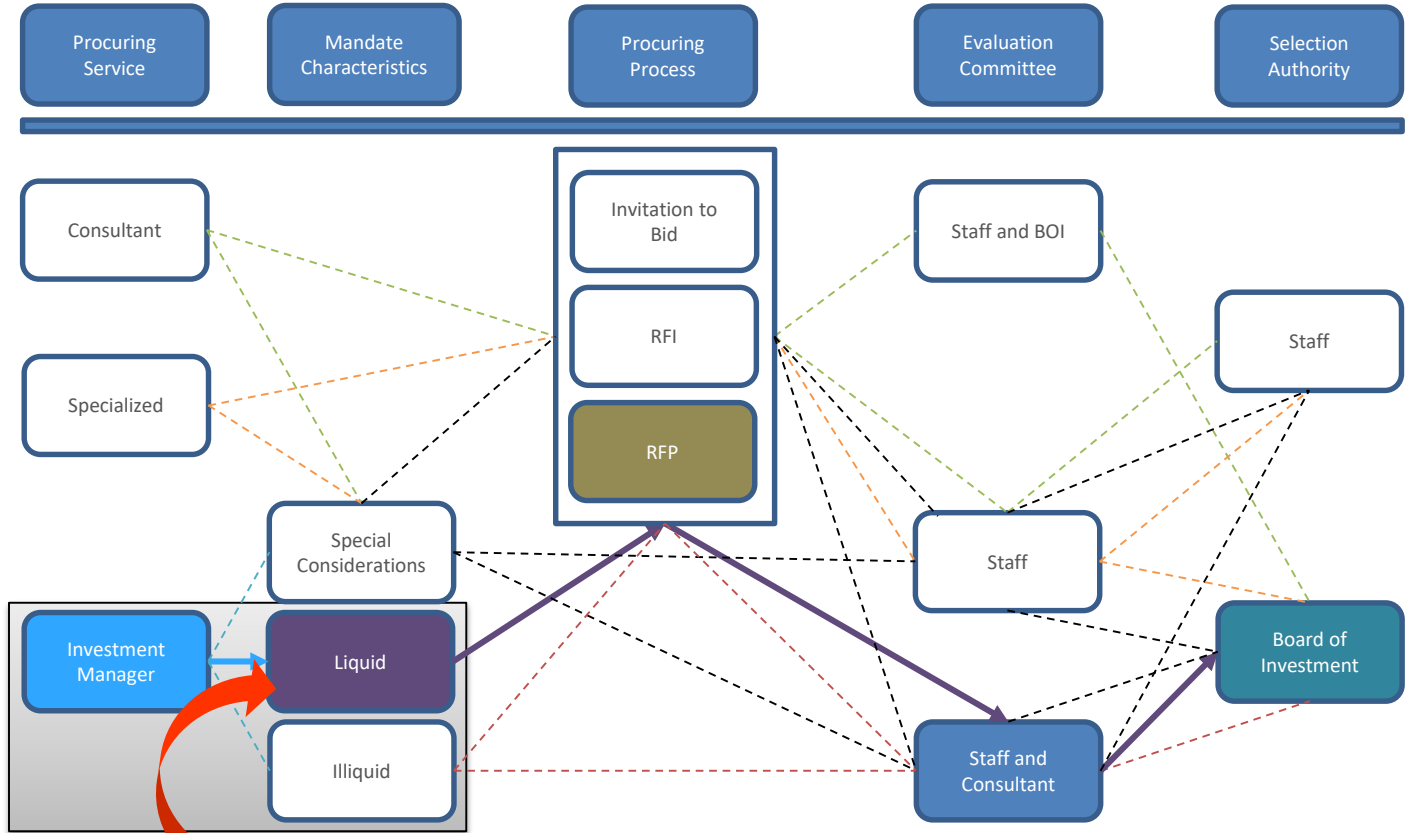 Procuring
Service
Mandate
Characteristics
Procuring
Process
Evaluation
Committee
Selection
Authority
Consultant
Specialized
Special
Considerations
Investment
Manager
Liquid
Illiquid
Invitation to
Bid
RFI
RFP
Staff and BOI
Staff
Staff and
Consultant
Staff
Board of
Investment